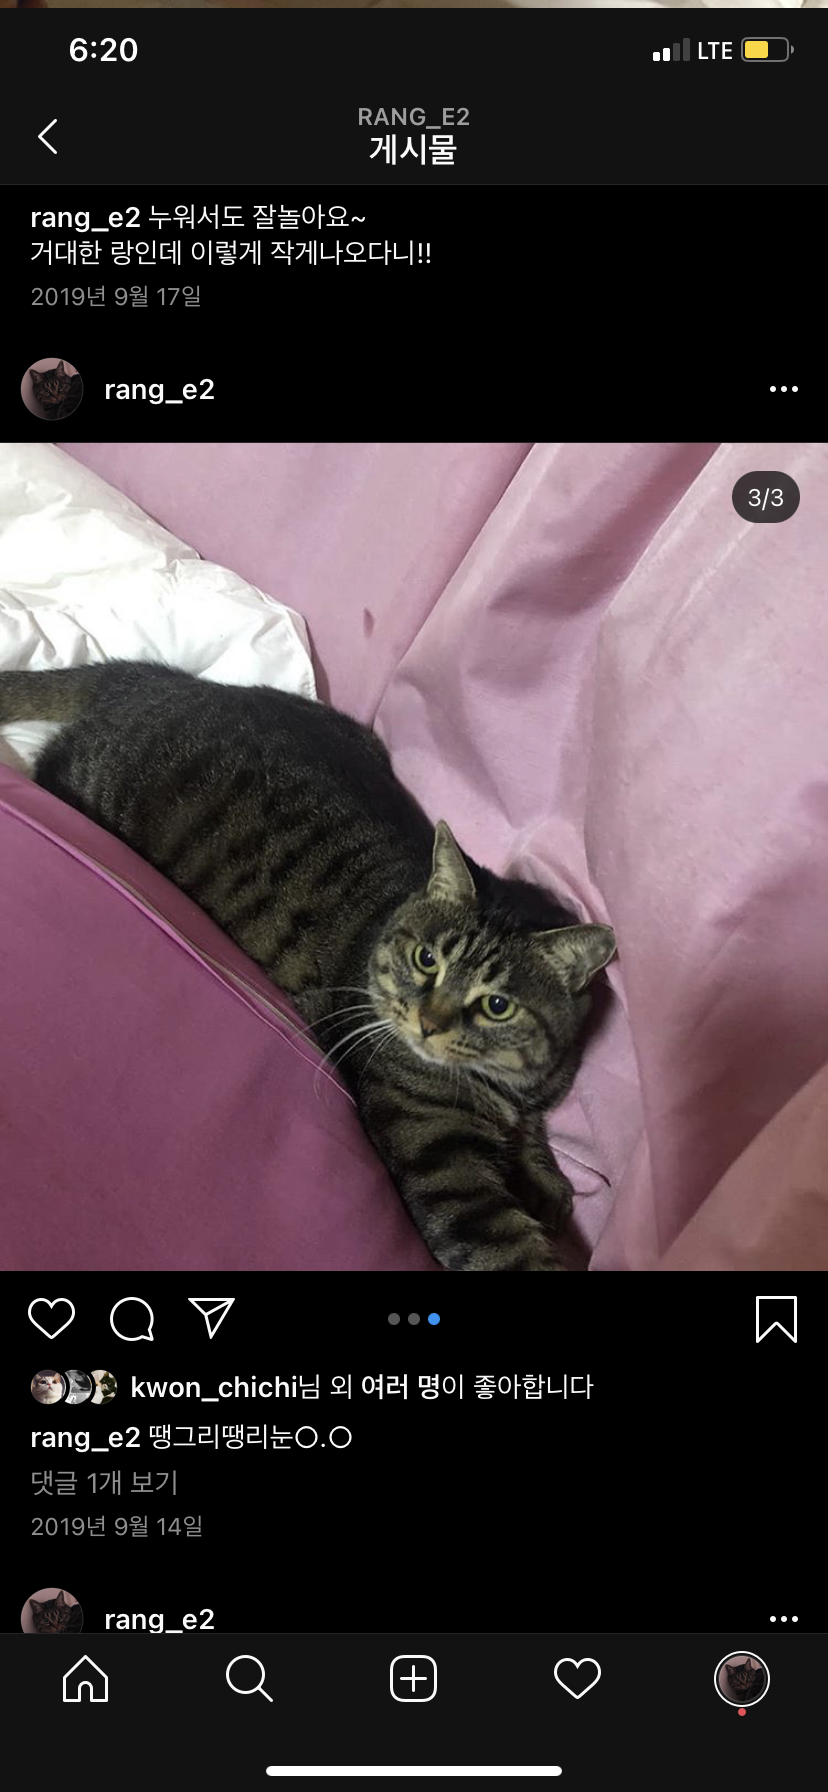 6:20
LTE
RANG_E2
게시물
rang_e2 누워서도 잘놀아요~
거대한 랑인데 이렇게 작게나오다니!!
2019년 9월 17일
rang_e2
3/3
kwon_chichi님 외 여러 명이 좋아합니다
rang_e2 땡그리땡리눈○.○
댓글 1개 보기
2019년 9월 14일
rang_e2